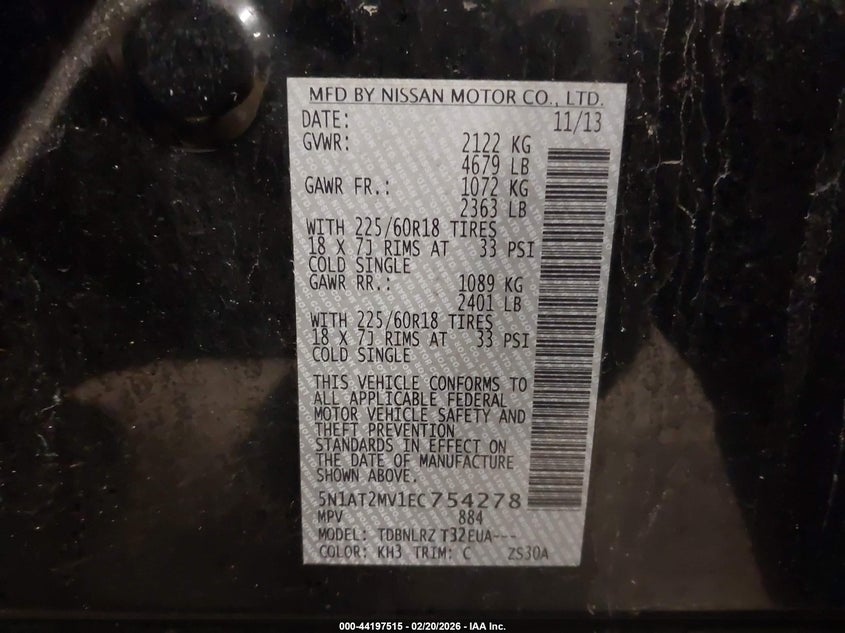 MFD BY NISSAN MOTOR CO., LTD.
DATE: 11/13
GVWR: 2122 KG
4679 LB
GAWR FR.: 1072 KG
2363 LB
WITH 225/60R18 TIRES
18 X 7J RIMS AT 33 PSI
COLD SINGLE
GAWR RR.: 1089 KG
2401 LB
WITH 225/60R18 TIRES
18 X 7J RIMS AT 33 PSI
COLD SINGLE
THIS VEHICLE CONFORMS TO
ALL APPLICABLE FEDERAL
MOTOR VEHICLE SAFETY AND
THEFT PREVENTION
STANDARDS IN EFFECT ON
THE DATE OF MANUFACTURE
SHOWN ABOVE.
5N1AT2MV1EC754278
MPV 884
MODEL: TDBNLRZ T32EUA---
COLOR: KH3 TRIM: C ZS30A
000-44197515 - 02/20/2026 - IAA Inc.